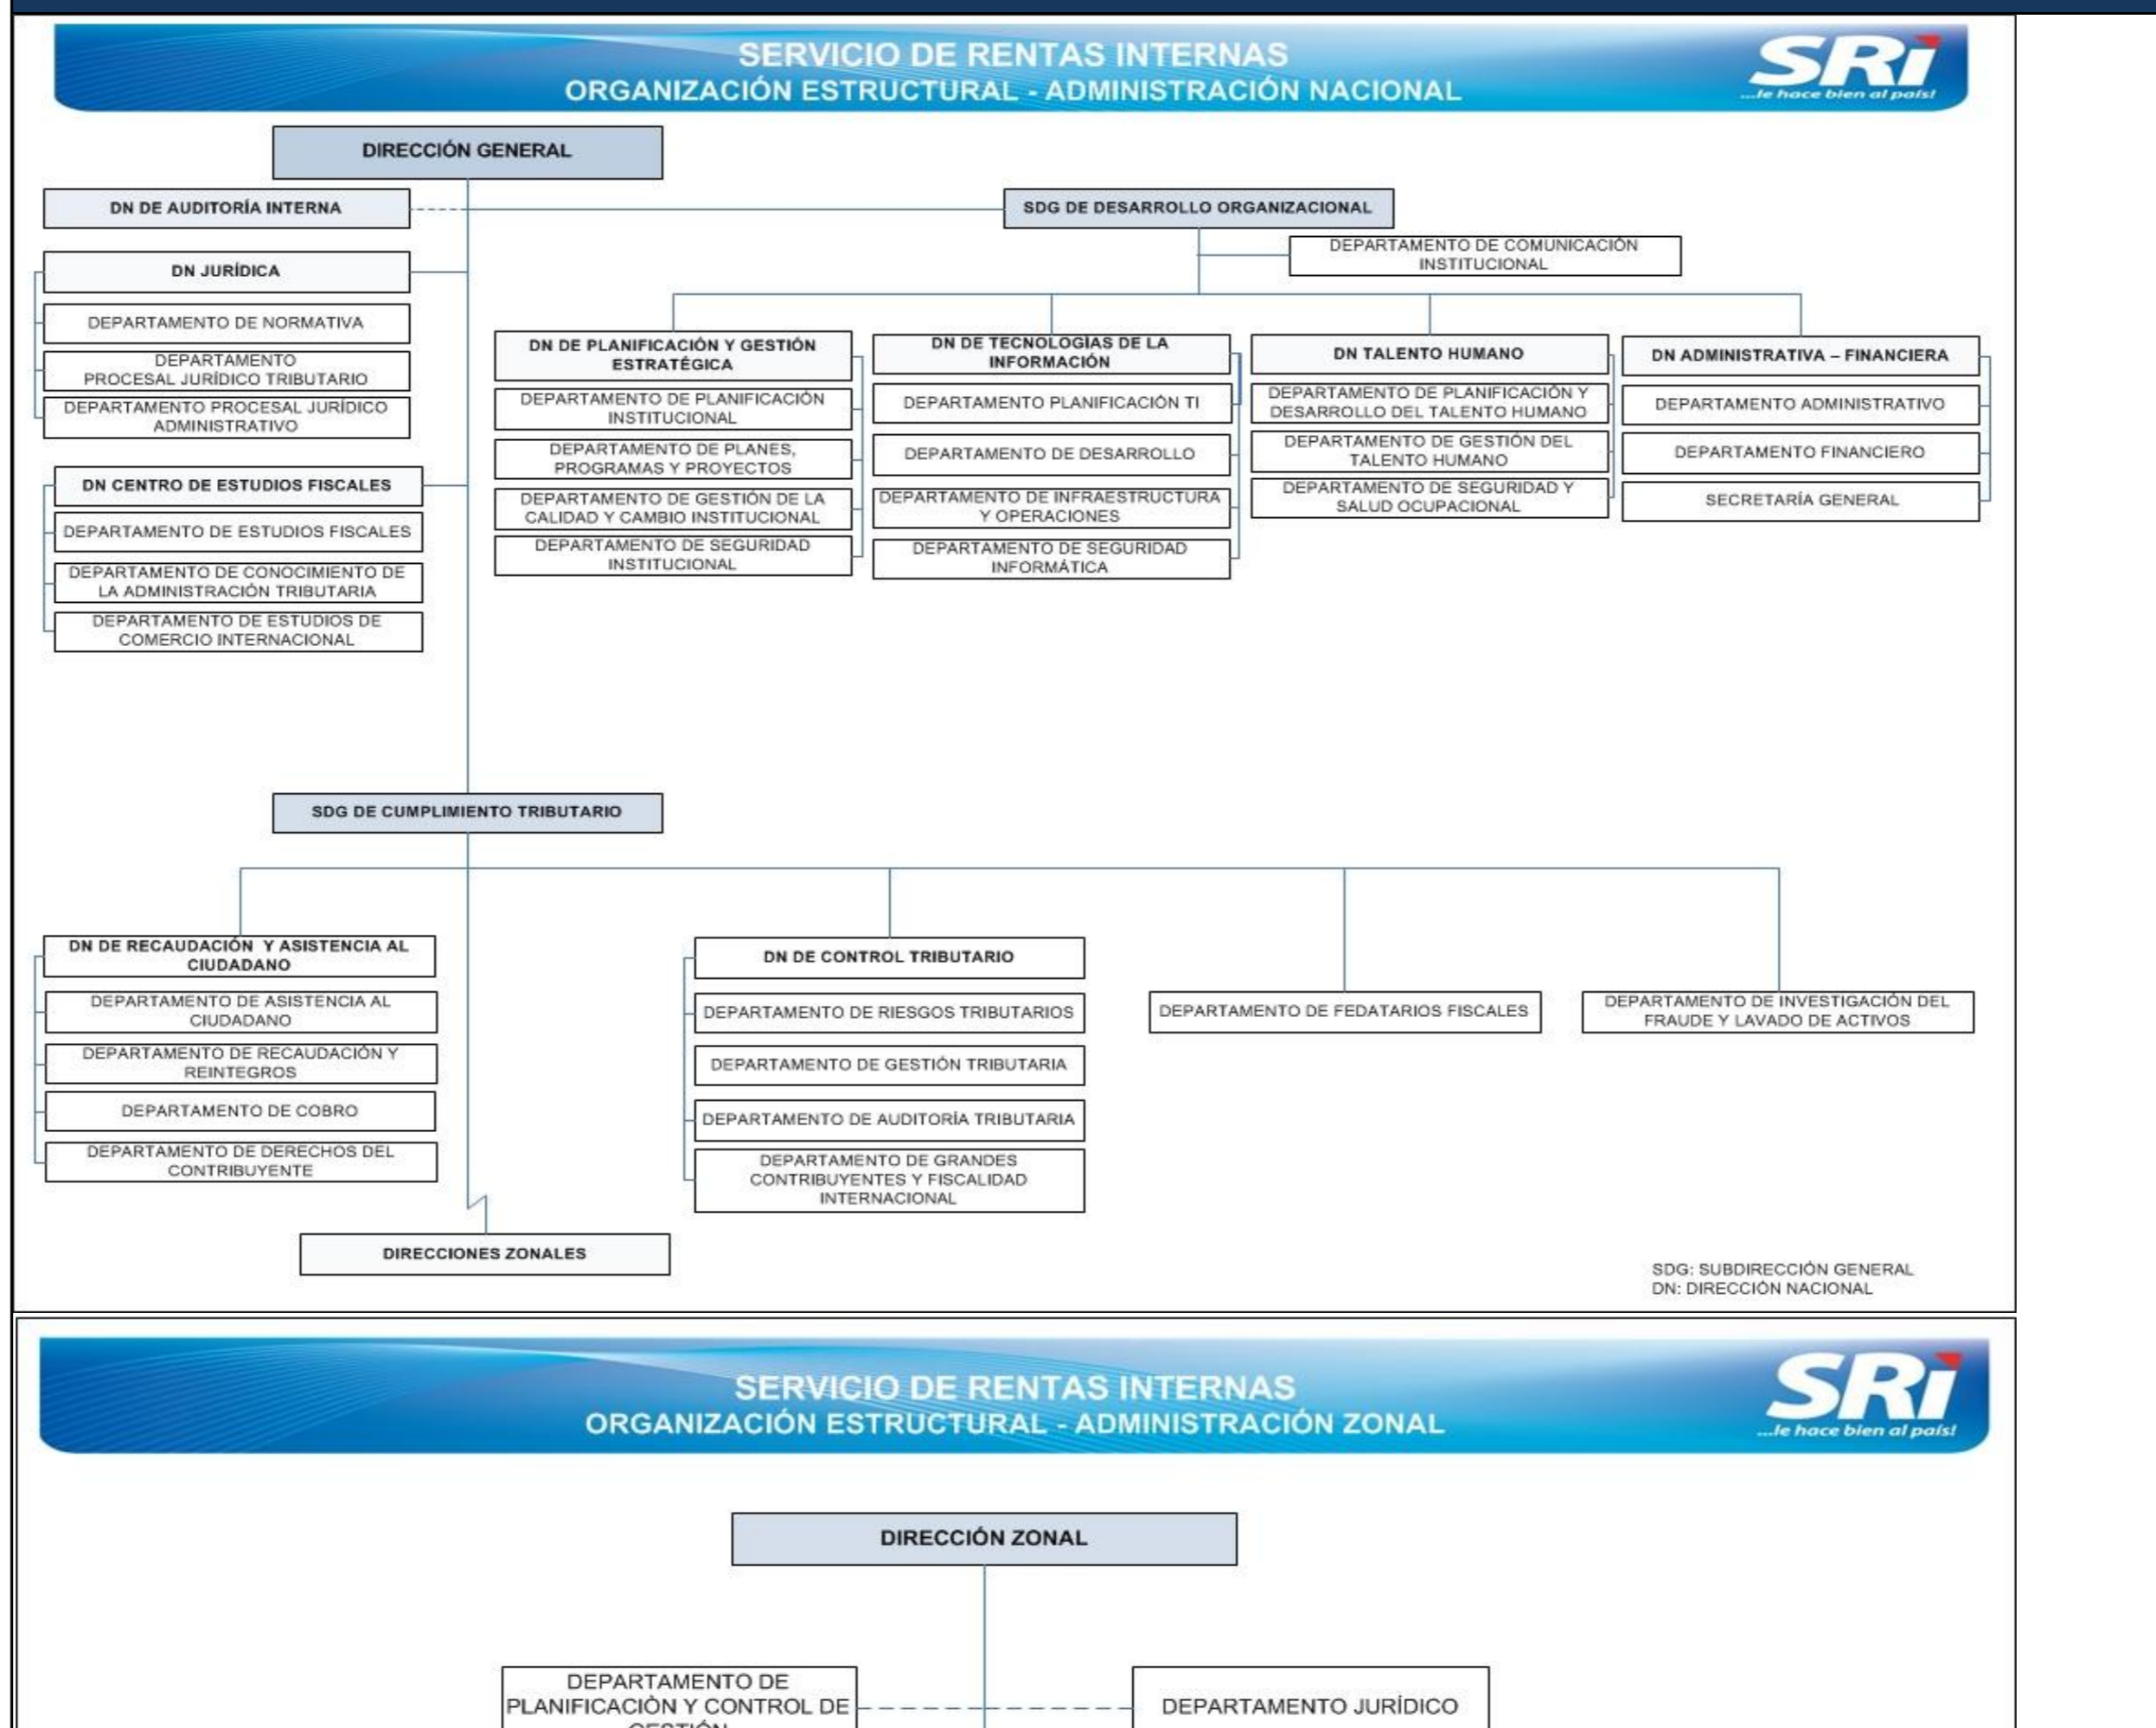 SERVICIO DE RENTAS INTERNAS
ORGANIZACIÓN ESTRUCTURAL - ADMINISTRACIÓN NACIONAL
SRi
...le hace bien al país!
DIRECCIÓN GENERAL
DN DE AUDITORÍA INTERNA
SDG DE DESARROLLO ORGANIZACIONAL
DEPARTAMENTO DE COMUNICACIÓN
INSTITUCIONAL
DN JURÍDICA
DEPARTAMENTO DE NORMATIVA
DEPARTAMENTO
PROCESAL JURÍDICO TRIBUTARIO
DEPARTAMENTO PROCESAL JURÍDICO
ADMINISTRATIVO
DN CENTRO DE ESTUDIOS FISCALES
DEPARTAMENTO DE ESTUDIOS FISCALES
DEPARTAMENTO DE CONOCIMIENTO DE
LA ADMINISTRACIÓN TRIBUTARIA
DEPARTAMENTO DE ESTUDIOS DE
COMERCIO INTERNACIONAL
DN DE PLANIFICACIÓN Y GESTIÓN
ESTRATÉGICA
DEPARTAMENTO DE PLANIFICACIÓN
INSTITUCIONAL
DEPARTAMENTO DE PLANES,
PROGRAMAS Y PROYECTOS
DEPARTAMENTO DE GESTIÓN DE LA
CALIDAD Y CAMBIO INSTITUCIONAL
DEPARTAMENTO DE SEGURIDAD
INSTITUCIONAL
DN DE TECNOLOGÍAS DE LA
INFORMACIÓN
DEPARTAMENTO PLANIFICACIÓN TI
DEPARTAMENTO DE DESARROLLO
DEPARTAMENTO DE INFRAESTRUCTURA
Y OPERACIONES
DEPARTAMENTO DE SEGURIDAD
INFORMÁTICA
DN TALENTO HUMANO
DEPARTAMENTO DE PLANIFICACIÓN Y
DESARROLLO DEL TALENTO HUMANO
DEPARTAMENTO DE GESTIÓN DEL
TALENTO HUMANO
DEPARTAMENTO DE SEGURIDAD Y
SALUD OCUPACIONAL
DN ADMINISTRATIVA – FINANCIERA
DEPARTAMENTO ADMINISTRATIVO
DEPARTAMENTO FINANCIERO
SECRETARÍA GENERAL
SDG DE CUMPLIMIENTO TRIBUTARIO
DN DE RECAUDACIÓN Y ASISTENCIA AL
CIUDADANO
DEPARTAMENTO DE ASISTENCIA AL
CIUDADANO
DEPARTAMENTO DE RECAUDACIÓN Y
REINTEGROS
DEPARTAMENTO DE COBRO
DEPARTAMENTO DE DERECHOS DEL
CONTRIBUYENTE
DN DE CONTROL TRIBUTARIO
DEPARTAMENTO DE RIESGOS TRIBUTARIOS
DEPARTAMENTO DE GESTIÓN TRIBUTARIA
DEPARTAMENTO DE AUDITORÍA TRIBUTARIA
DEPARTAMENTO DE GRANDES
CONTRIBUYENTES Y FISCALIDAD
INTERNACIONAL
DEPARTAMENTO DE FEDATARIOS FISCALES
DEPARTAMENTO DE INVESTIGACIÓN DEL
FRAUDE Y LAVADO DE ACTIVOS
DIRECCIONES ZONALES
SDG: SUBDIRECCIÓN GENERAL
DN: DIRECCIÓN NACIONAL
SERVICIO DE RENTAS INTERNAS
ORGANIZACIÓN ESTRUCTURAL - ADMINISTRACIÓN ZONAL
SRi
...le hace bien al país!
DIRECCIÓN ZONAL
DEPARTAMENTO DE
PLANIFICACIÒN Y CONTROL DE
GESTIÓN
DEPARTAMENTO JURÍDICO